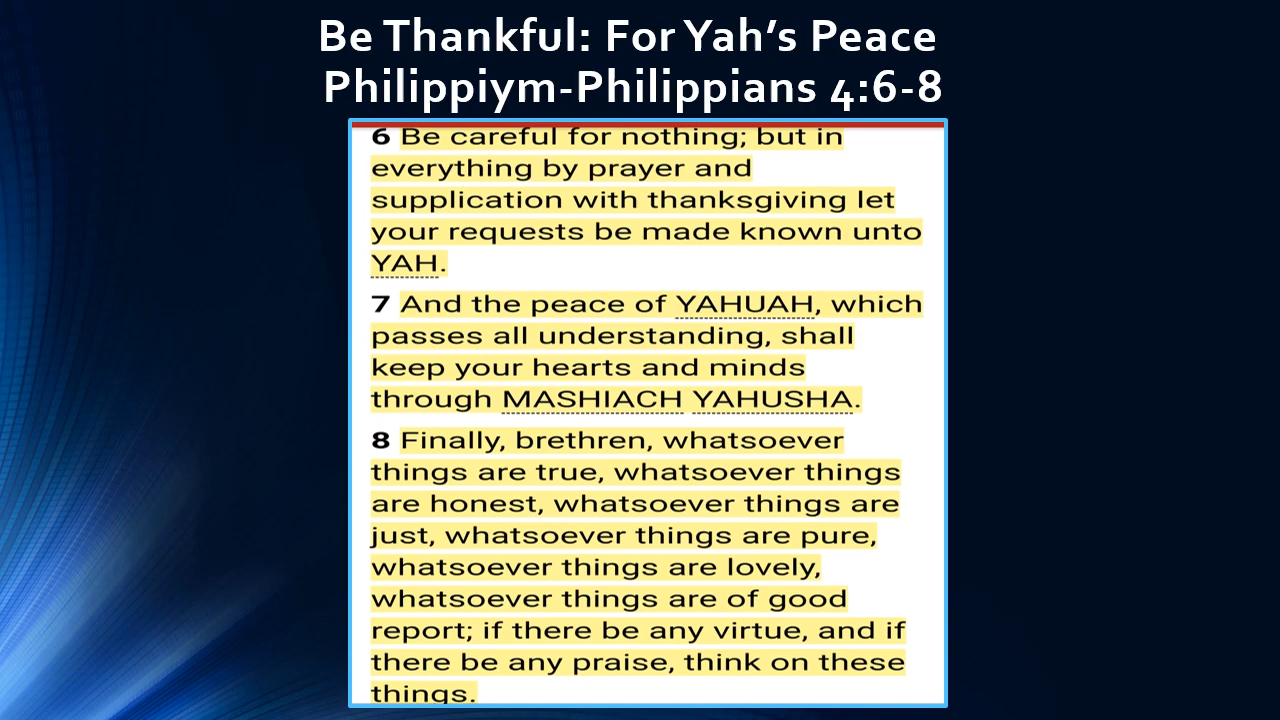 Be Thankful: For Yah’s Peace
Philippiym-Philippians 4:6-8
6 Be careful for nothing; but in
everything by prayer and
supplication with thanksgiving let
your requests be made known unto
YAH.
7 And the peace of YAHUAH, which
passes all understanding, shall
keep your hearts and minds
through MASHIACH YAHUSHA.
8 Finally, brethren, whatsoever
things are true, whatsoever things
are honest, whatsoever things are
just, whatsoever things are pure,
whatsoever things are lovely,
whatsoever things are of good
report; if there be any virtue, and if
there be any praise, think on these
things.